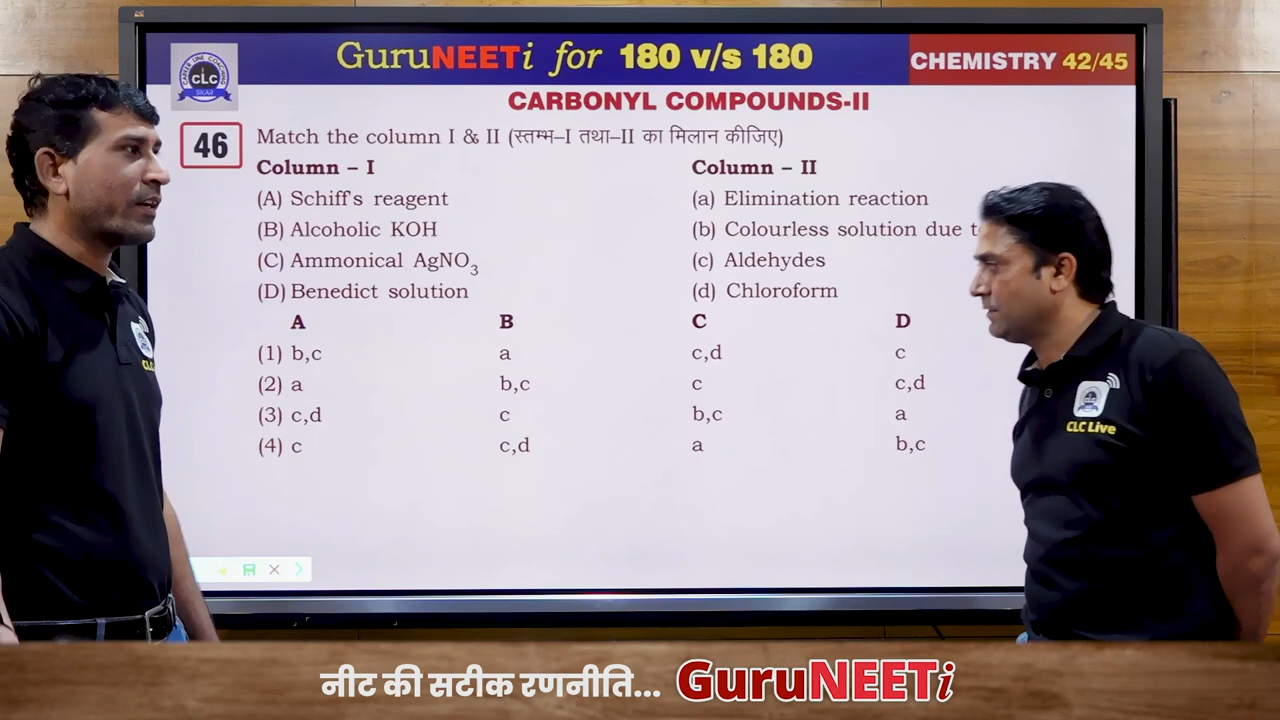 GuruNEETi for 180 v/s 180
CHEMISTRY 42/45
CLC
SIKAR
CARBONYL COMPOUNDS-II
46 Match the column I & II (स्तम्भ–I तथा–II का मिलान कीजिए)
Column – I Column – II
(A) Schiff's reagent (a) Elimination reaction
(B) Alcoholic KOH (b) Colourless solution due
(C) Ammonical AgNO3 (c) Aldehydes
(D) Benedict solution (d) Chloroform
A B C D
(1) b,c a c,d c
(2) a b,c c c,d
(3) c,d c b,c a
(4) c c,d a b,c
CLC Live
नीट की सटीक रणनीति... GuruNEETi